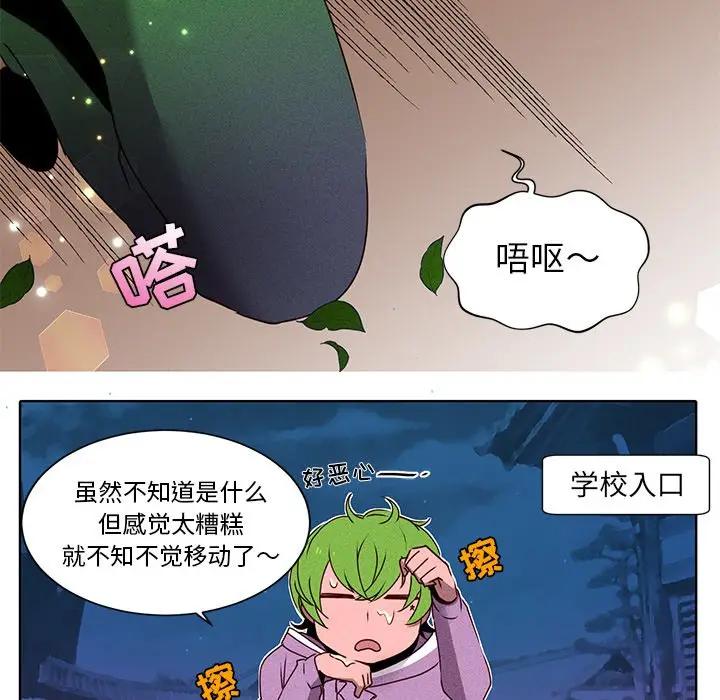 嗒
唔呕～
好恶心——
学校入口
虽然不知道是什么
但感觉太糟糕
就不知不觉移动了～
擦
擦